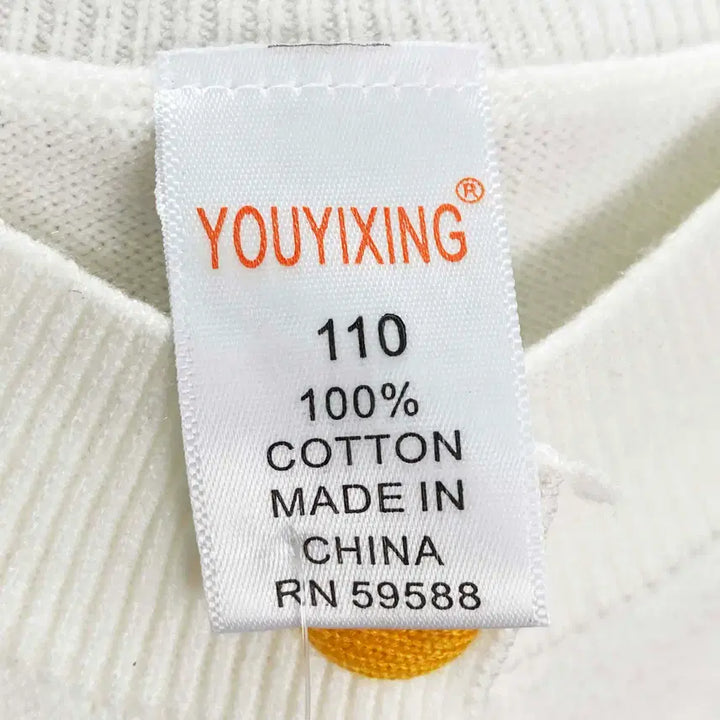 YOUYIXING®
110
100%
COTTON
MADE IN
CHINA
RN 59588